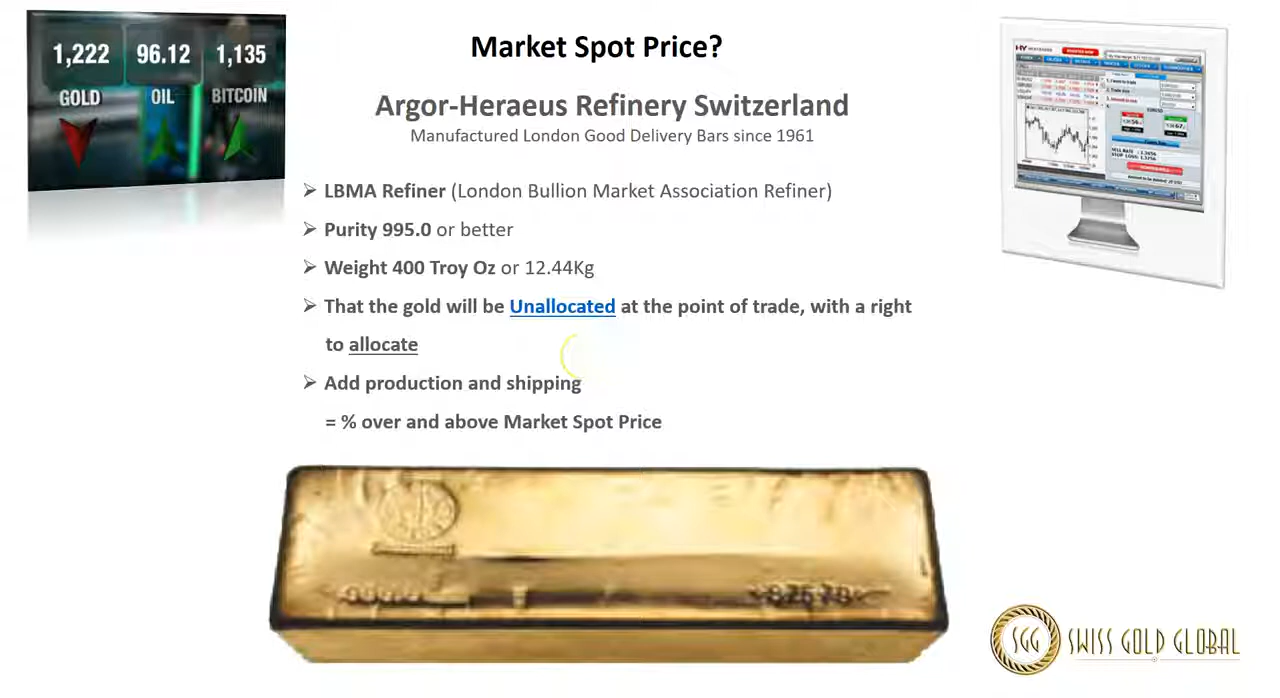 1,222 96.12 1,135
GOLD OIL BITCOIN
Market Spot Price?
Argor-Heraeus Refinery Switzerland
Manufactured London Good Delivery Bars since 1961
LBMA Refiner (London Bullion Market Association Refiner)
Purity 995.0 or better
Weight 400 Troy Oz or 12.44Kg
That the gold will be Unallocated at the point of trade, with a right
to allocate
Add production and shipping
= % over and above Market Spot Price
SGG SWISS GOLD GLOBAL